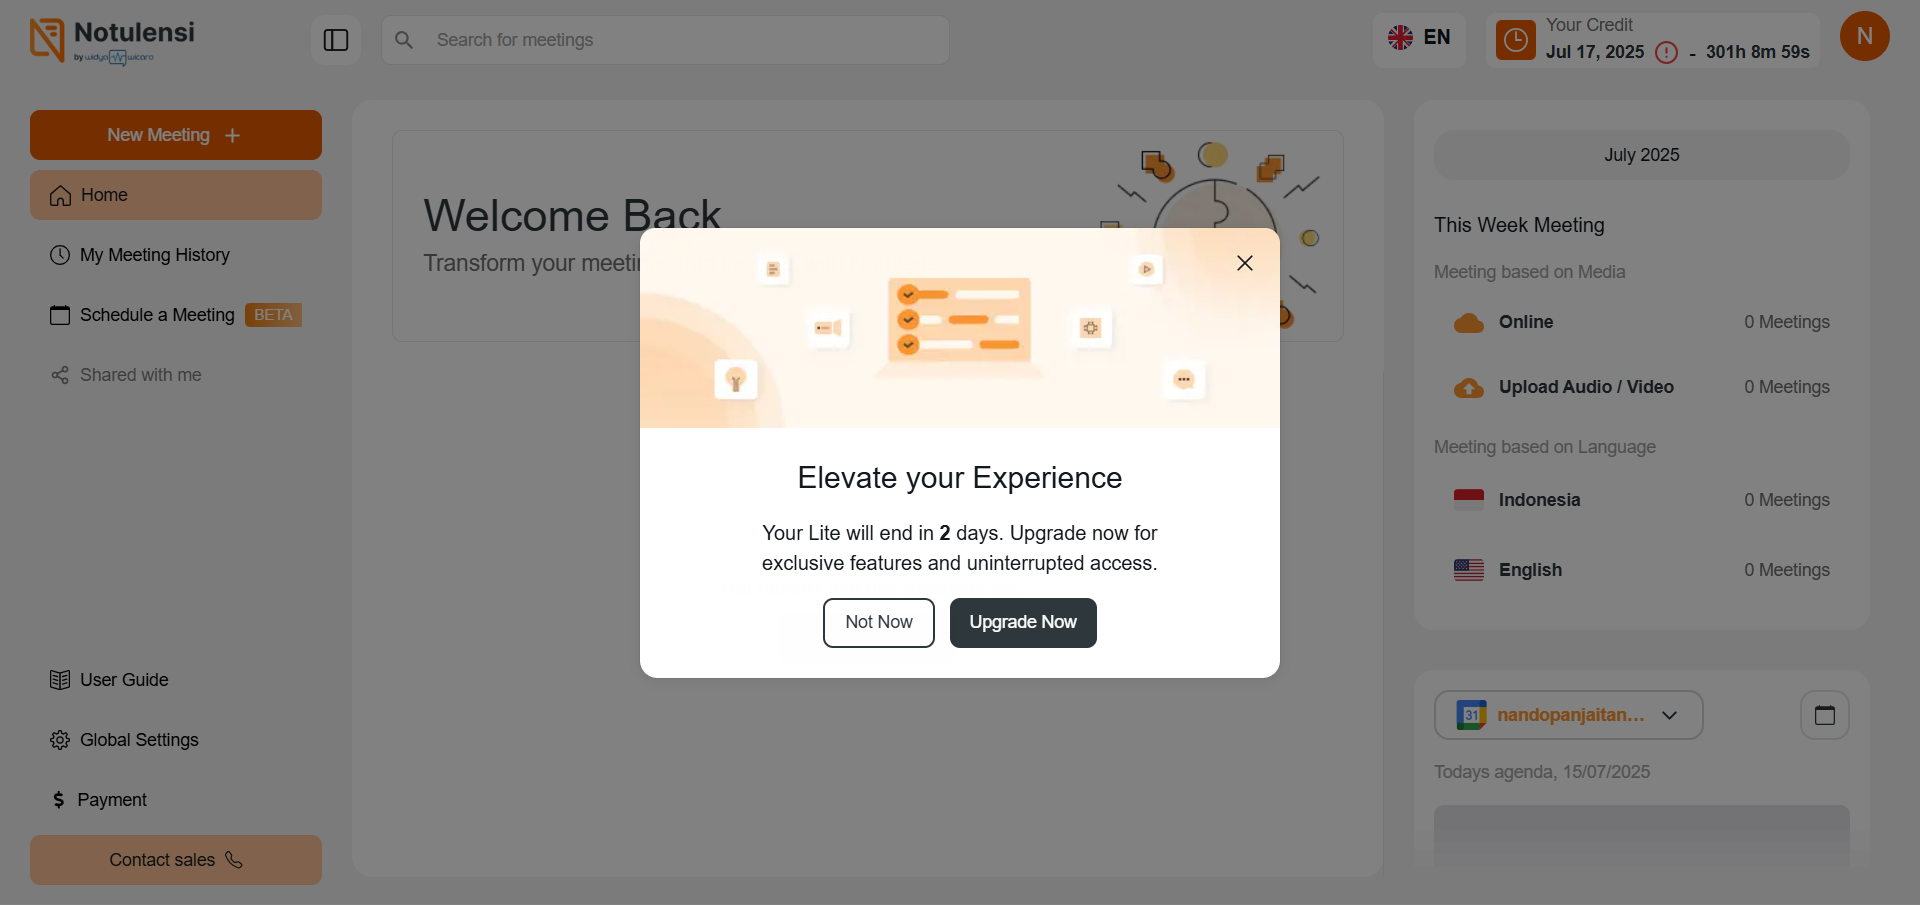 Notulensi
by widya wicara
Search for meetings
EN
Your Credit
Jul 17, 2025 - 301h 8m 59s
N
New Meeting +
Home
My Meeting History
Schedule a Meeting BETA
Shared with me
User Guide
Global Settings
$ Payment
Contact sales
Welcome Back
Transform your meeti
Elevate your Experience
Your Lite will end in 2 days. Upgrade now for
exclusive features and uninterrupted access.
Not Now
Upgrade Now
July 2025
This Week Meeting
Meeting based on Media
Online 0 Meetings
Upload Audio / Video 0 Meetings
Meeting based on Language
Indonesia 0 Meetings
English 0 Meetings
31 nandopanjaitan...
Todays agenda, 15/07/2025